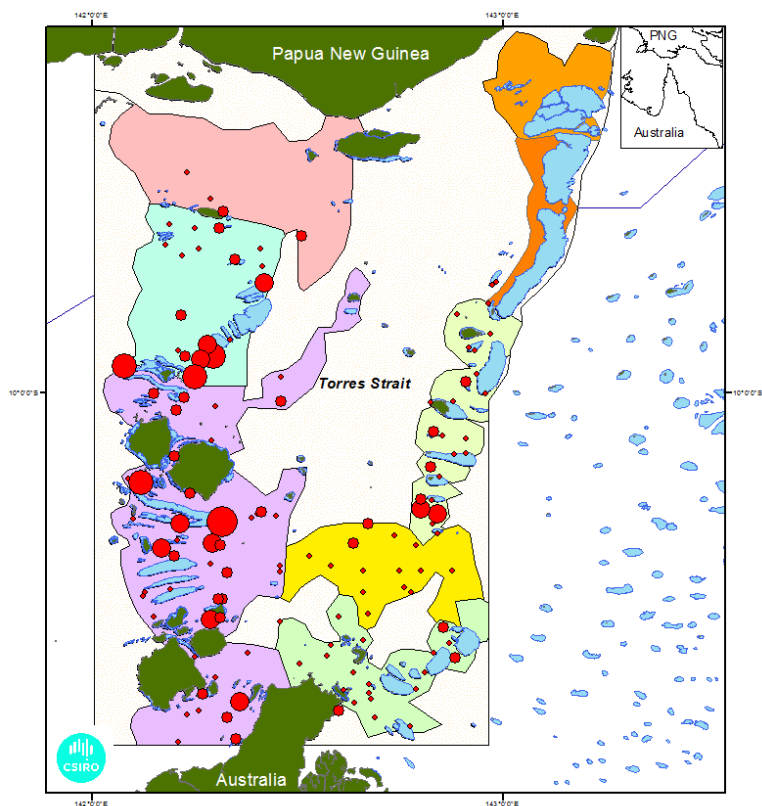 142°0'0"E
143°0'0"E
Papua New Guinea
PNG
Australia
10°0'0"S
Torres Strait
10°0'0"S
CSIRO
Australia
142°0'0"E
143°0'0"E